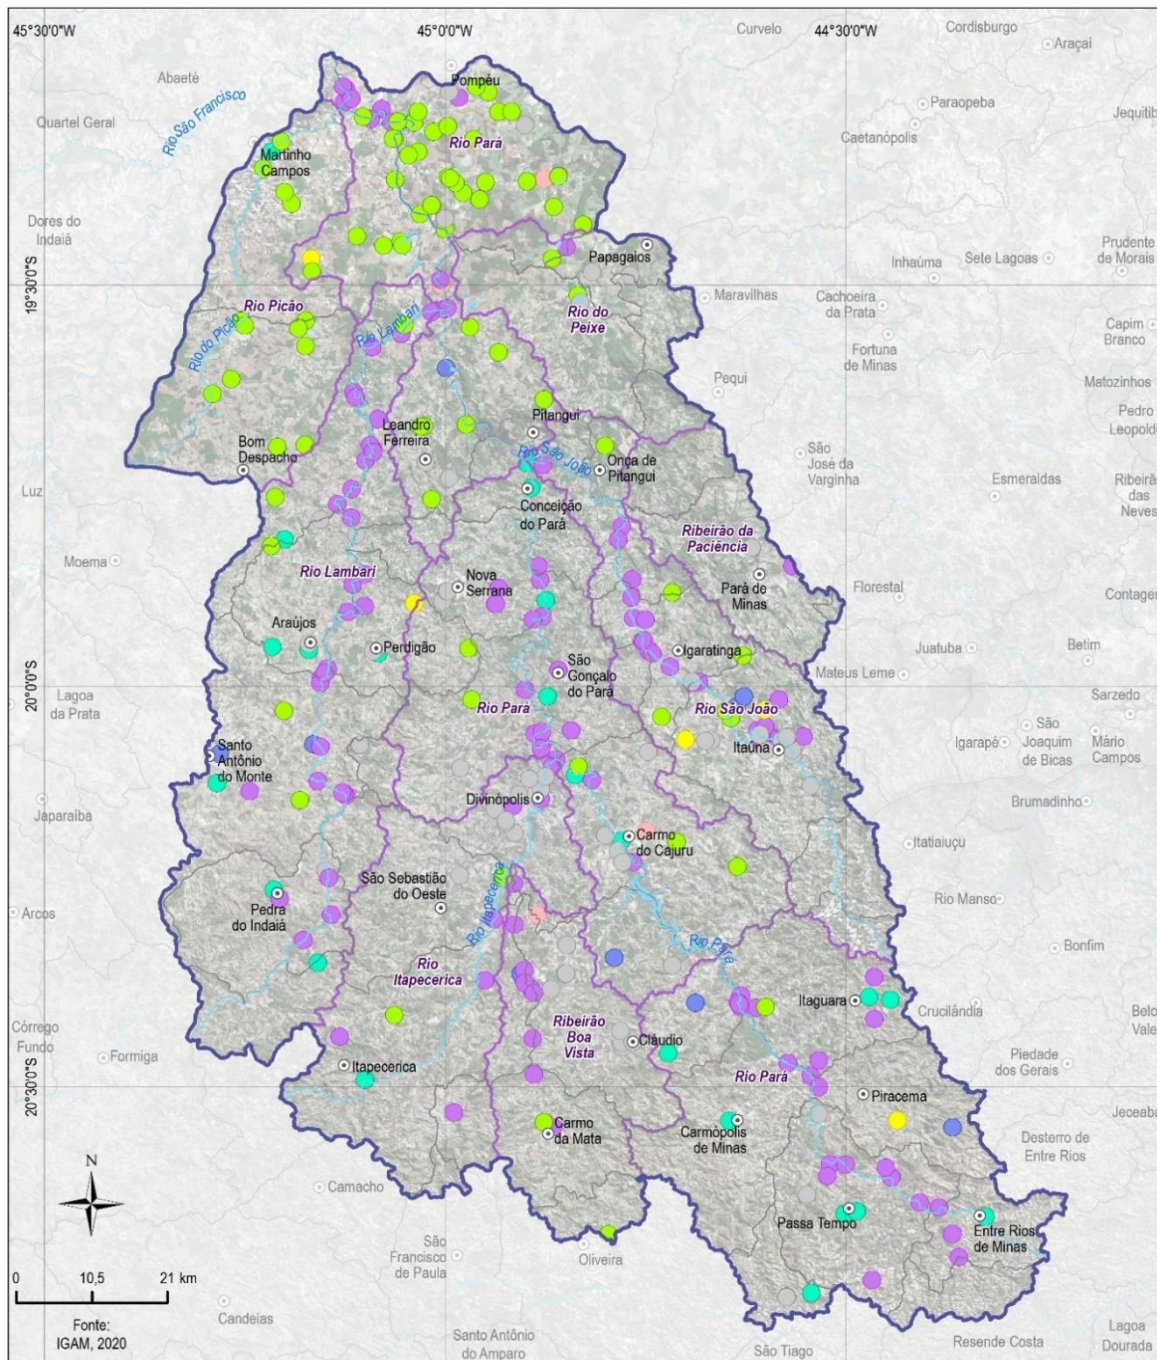 45°30'0"W
45°0'0"W
44°30'0"W
Curvelo
Cordisburgo
Araçaí
Abaeté
Pompéu
Rio São Francisco
Paraopeba
Quartel Geral
Jequitib
Caetanópolis
Rio Pará
Martinho
Campos
Dores do
Indaiá
Papagaios
Inhaúma
Sete Lagoas
Prudente
de Morais
19°30'0"S
Maravilhas
Cachoeira
da Prata
Rio Picão
Rio do
Peixe
Rio Lambari
Rio do Picão
Capim
Branco
Fortuna
de Minas
Matozinhos
Pequi
Pedro
Leopold
Leandro
Ferreira
Pitangui
Bom
Despacho
Rio São João
Onça de
Pitangui
São
José da
Varginha
Luz
Esmeraldas
Ribeirã
das
Neves
Conceição
do Pará
Ribeirão da
Paciência
Moema
Rio Lambari
Nova
Serrana
Pará de
Minas
Florestal
Contage
Araújos
Perdigão
Igaratinga
Juatuba
Betim
São
Gonçalo
do Pará
Mateus Leme
20°0'0"S
Lagoa
da Prata
Sarzedo
Rio Pará
Rio São João
Santo
Antônio
do Monte
Itaúna
Igarapé
São
Joaquim
de Bicas
Mário
Campos
Divinópolis
Japaraiba
Brumadinho
Carmo
do Cajuru
Itatiaiuçu
São Sebastião
do Oeste
Pedra
do Indaiá
Rio Itapecerica
Arcos
Rio Manso
Rio Pará
Bonfim
Rio
Itapecerica
Itaguara
Crucilândia
Belo
Vale
Córrego
Fundo
Ribeirão
Boa
Vista
Cláudio
Formiga
Itapecerica
Rio Pará
Piedade
dos Gerais
20°30'0"S
Piracema
Jeceaba
Carmo
da Mata
Carmópolis
de Minas
Desterro de
Entre Rios
N
Camacho
Passa Tempo
Entre Rios
de Minas
São
Francisco
de Paula
Oliveira
0
10,5
21 km
Fonte:
IGAM, 2020
Candeias
Santo Antônio
do Amparo
São Tiago
Resende Costa
Lagoa
Dourada